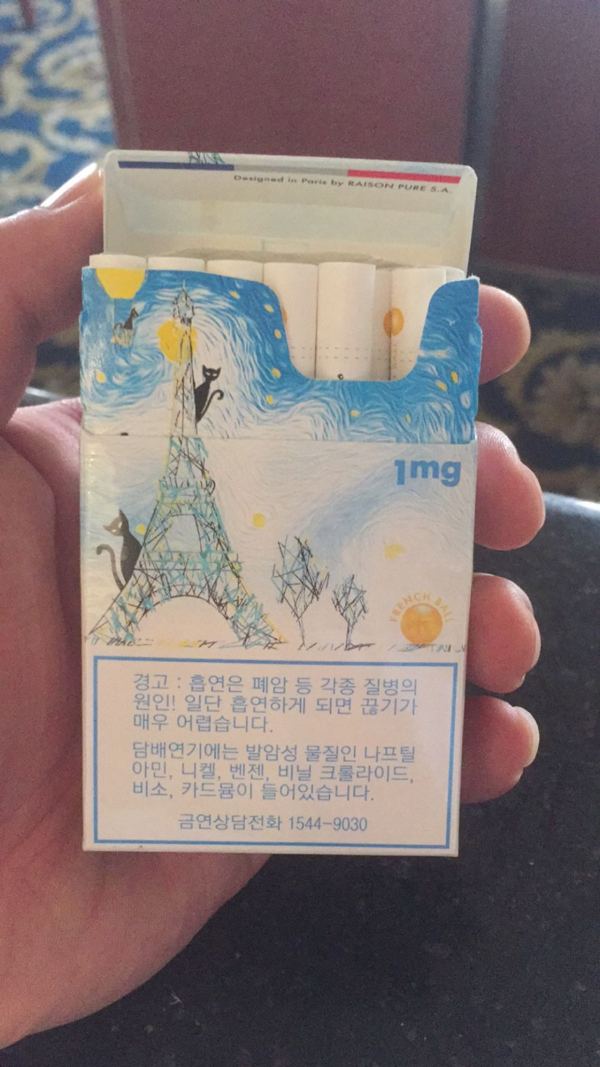 Designed in Paris by RAISON PURE S.A.
1mg
FRENCH BALL
경고 : 흡연은 폐암 등 각종 질병의
원인! 일단 흡연하게 되면 끊기가
매우 어렵습니다.
담배연기에는 발암성 물질인 나프틸
아민, 니켈, 벤젠, 비닐 크롤라이드,
비소, 카드뮴이 들어있습니다.
금연상담전화 1544-9030